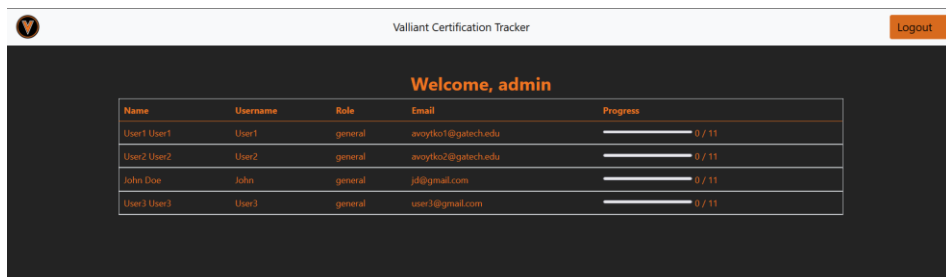 V
Valliant Certification Tracker
Logout
Welcome, admin
Name Username Role Email Progress
User1 User1 User1 general avoytko1@gatech.edu 0 / 11
User2 User2 User2 general avoytko2@gatech.edu 0 / 11
John Doe John general jd@gmail.com 0 / 11
User3 User3 User3 general user3@gmail.com 0 / 11